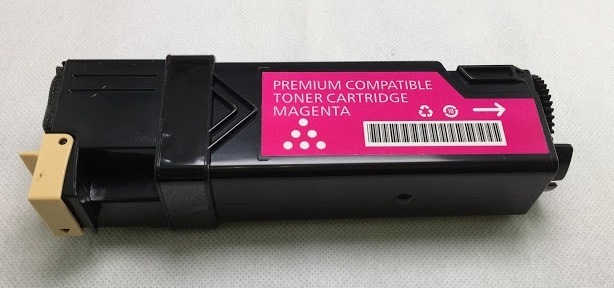 PREMIUM COMPATIBLE
TONER CARTRIDGE
MAGENTA